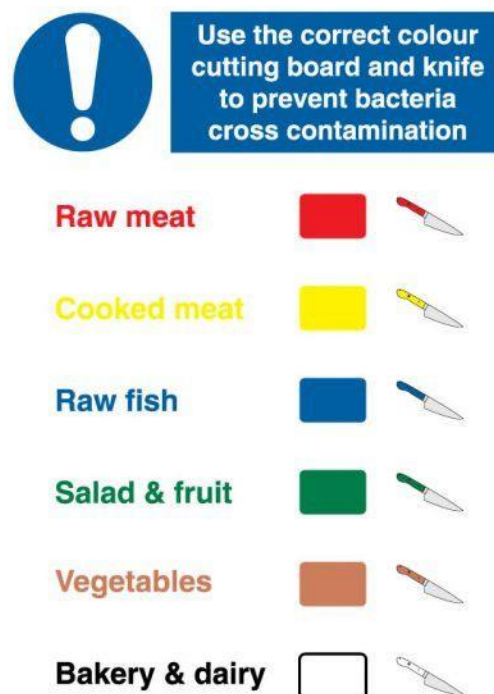 Use the correct colour
cutting board and knife
to prevent bacteria
cross contamination
Raw meat
Cooked meat
Raw fish
Salad & fruit
Vegetables
Bakery & dairy